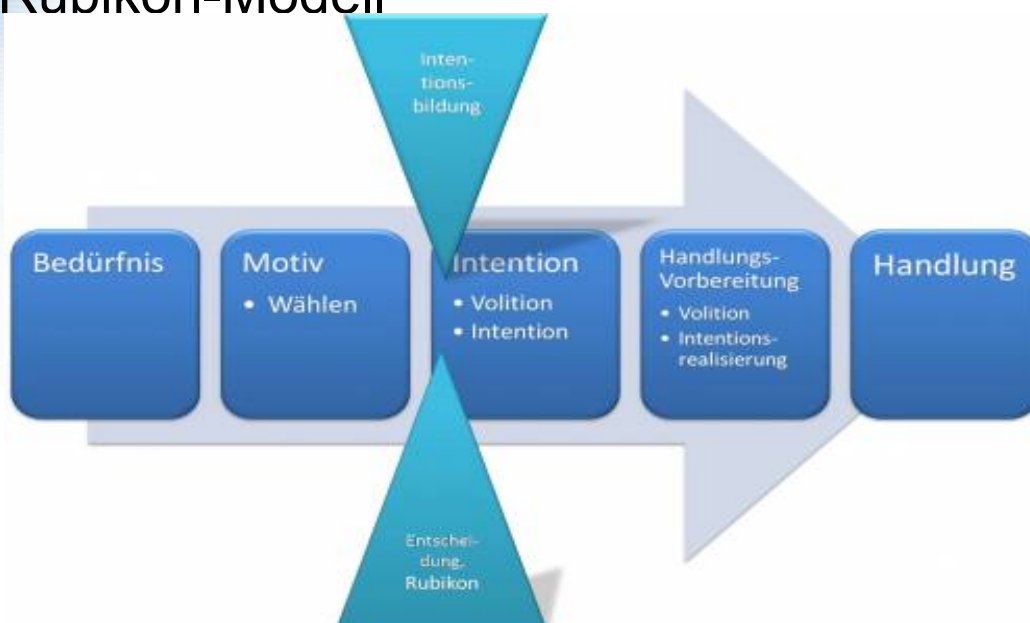 Rubikon-Modell
Inten-
tions-
bildung
Bedürfnis
Motiv
• Wählen
Intention
• Volition
• Intention
Handlungs-
Vorbereitung
• Volition
• Intentions-
realisierung
Handlung
Entschei-
dung,
Rubikon